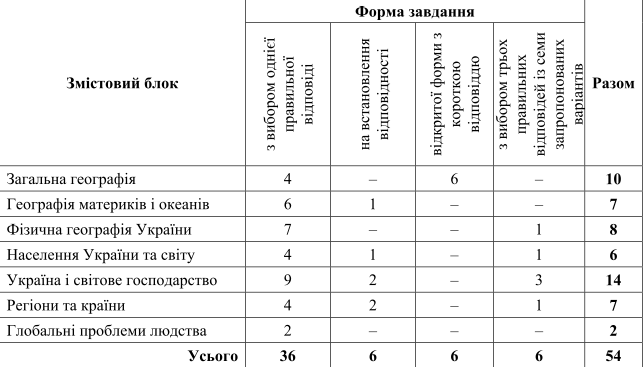 Змістовий блок
Форма завдання
Разом
з вибором однієї
правильної
відповіді
на встановлення
відповідності
відкритої форми з
короткою
відповіддю
з вибором трьох
правильних
відповідей із семи
запропонованих
варіантів
Загальна географія 4 – 6 – 10
Географія материків і океанів 6 1 – – 7
Фізична географія України 7 – – 1 8
Населення України та світу 4 1 – 1 6
Україна і світове господарство 9 2 – 3 14
Регіони та країни 4 2 – 1 7
Глобальні проблеми людства 2 – – – 2
Усього 36 6 6 6 54